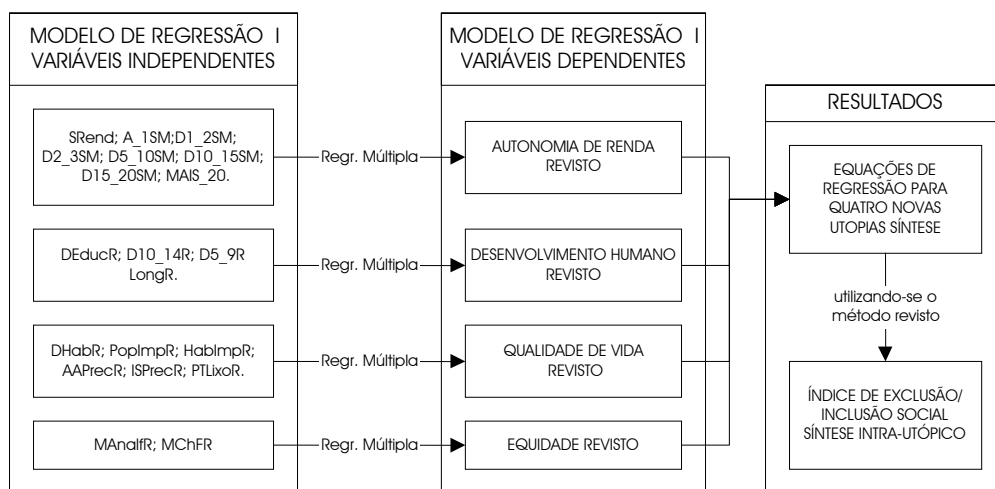 MODELO DE REGRESSÃO I
VARIÁVEIS INDEPENDENTES
SRend; A_1SM;D1_2SM;
D2_3SM; D5_10SM; D10_15SM;
D15_20SM; MAIS_20.
DEducR; D10_14R; D5_9R
LongR.
DHabR; PopImpR; HabImpR;
AAPrecR; ISPrecR; PTLixoR.
MAnalfR; MChFR
Regr. Múltipla
Regr. Múltipla
Regr. Múltipla
Regr. Múltipla
MODELO DE REGRESSÃO I
VARIÁVEIS DEPENDENTES
AUTONOMIA DE RENDA
REVISTO
DESENVOLVIMENTO HUMANO
REVISTO
QUALIDADE DE VIDA
REVISTO
EQUIDADE REVISTO
RESULTADOS
EQUAÇÕES DE
REGRESSÃO PARA
QUATRO NOVAS
UTOPIAS SÍNTESE
utilizando-se o
método revisto
ÍNDICE DE EXCLUSÃO/
INCLUSÃO SOCIAL
SÍNTESE INTRA-UTÓPICO